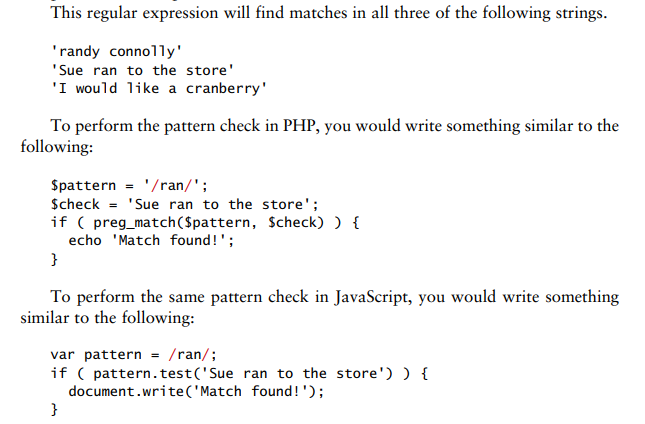 This regular expression will find matches in all three of the following strings.
'randy connolly'
'Sue ran to the store'
'I would like a cranberry'
To perform the pattern check in PHP, you would write something similar to the
following:
$pattern = '/ran/';
$check = 'Sue ran to the store';
if ( preg_match($pattern, $check) ) {
echo 'Match found!';
}
To perform the same pattern check in JavaScript, you would write something
similar to the following:
var pattern = /ran/;
if ( pattern.test('Sue ran to the store') ) {
document.write('Match found!');
}